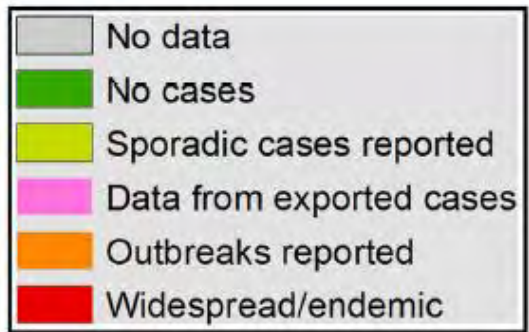 No data
No cases
Sporadic cases reported
Data from exported cases
Outbreaks reported
Widespread/endemic